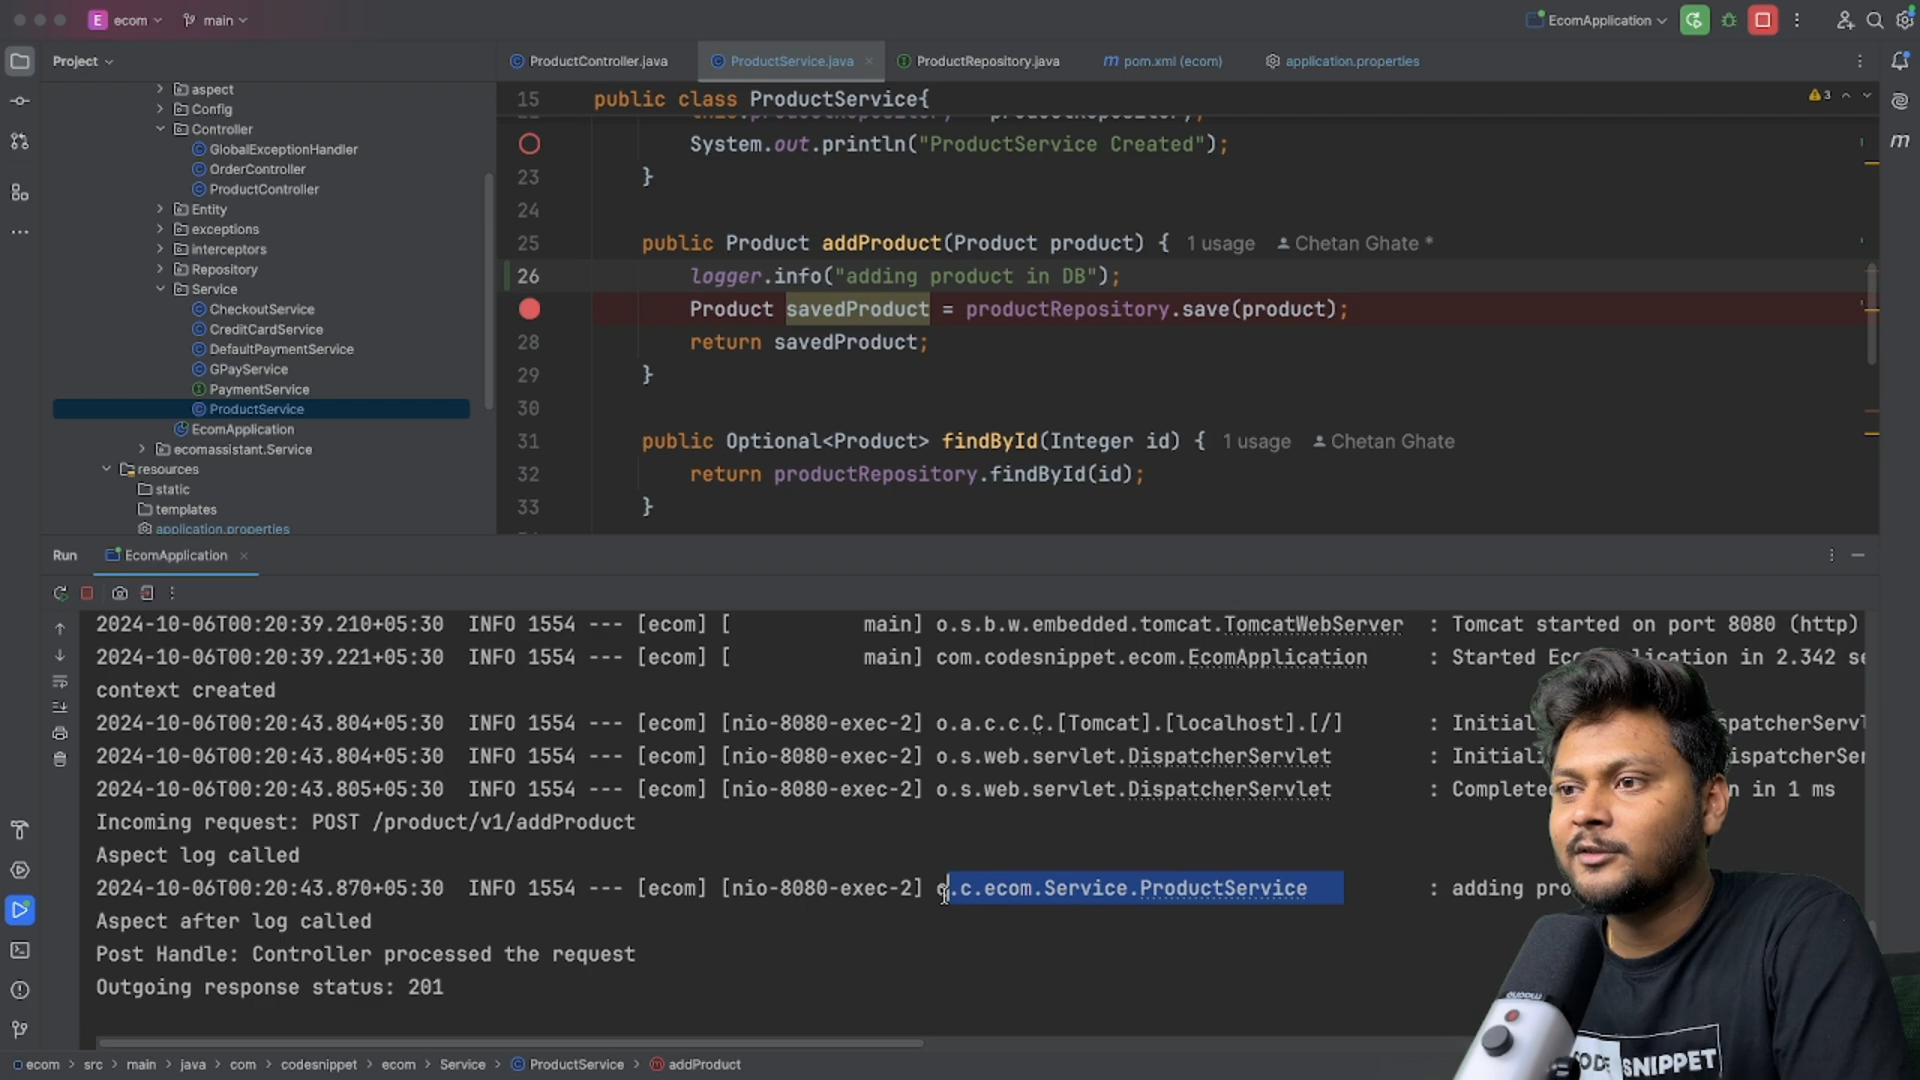 E ecom main EcomApplication
Project
ProductController.java ProductService.java ProductRepository.java pom.xml (ecom) application.properties
aspect
Config
Controller
GlobalExceptionHandler
OrderController
ProductController
Entity
exceptions
interceptors
Repository
Service
CheckoutService
CreditCardService
DefaultPaymentService
GPayService
PaymentService
ProductService
EcomApplication
ecomassistant.Service
resources
static
templates
application.properties
15 public class ProductService{
3
System.out.println("ProductService Created");
23 }
24
25 public Product addProduct(Product product) { 1 usage Chetan Ghate *
26 logger.info("adding product in DB");
Product savedProduct = productRepository.save(product);
28 return savedProduct;
29 }
30
31 public Optional<Product> findById(Integer id) { 1 usage Chetan Ghate
32 return productRepository.findById(id);
33 }
Run EcomApplication
2024-10-06T00:20:39.210+05:30 INFO 1554 --- [ecom] [ main] o.s.b.w.embedded.tomcat.TomcatWebServer : Tomcat started on port 8080 (http)
2024-10-06T00:20:39.221+05:30 INFO 1554 --- [ecom] [ main] com.codesnippet.ecom.EcomApplication : Started in 2.342
context created
2024-10-06T00:20:43.804+05:30 INFO 1554 --- [ecom] [nio-8080-exec-2] o.a.c.c.C.[Tomcat].[localhost].[/] :
2024-10-06T00:20:43.804+05:30 INFO 1554 --- [ecom] [nio-8080-exec-2] o.s.web.servlet.DispatcherServlet :
2024-10-06T00:20:43.805+05:30 INFO 1554 --- [ecom] [nio-8080-exec-2] o.s.web.servlet.DispatcherServlet : in 1 ms
Incoming request: POST /product/v1/addProduct
Aspect log called
2024-10-06T00:20:43.870+05:30 INFO 1554 --- [ecom] [nio-8080-exec-2] c.c.ecom.Service.ProductService : adding
Aspect after log called
Post Handle: Controller processed the request
Outgoing response status: 201
SNIPPET
ecom src main java com codesnippet ecom Service ProductService addProduct